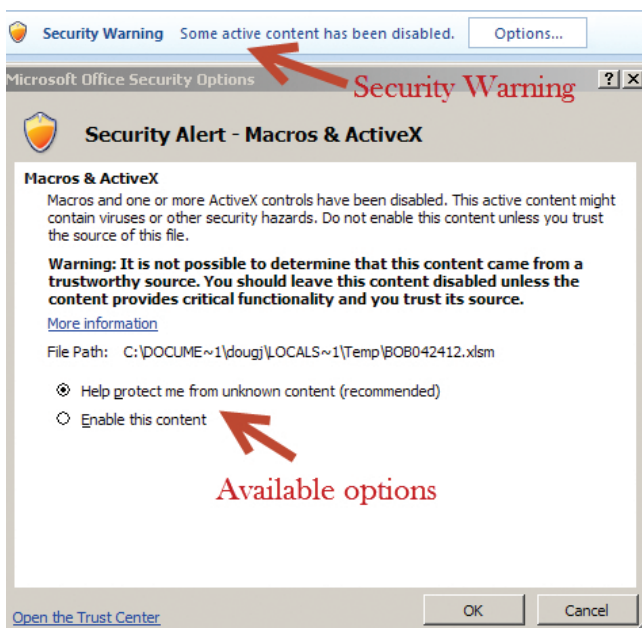 Security Warning Some active content has been disabled. Options...
Microsoft Office Security Options
Security Warning
Security Alert - Macros & ActiveX
Macros & ActiveX
Macros and one or more ActiveX controls have been disabled. This active content might
contain viruses or other security hazards. Do not enable this content unless you trust
the source of this file.
Warning: It is not possible to determine that this content came from a
trustworthy source. You should leave this content disabled unless the
content provides critical functionality and you trust its source.
More information
File Path: C:\DOCUME~1\dougj\LOCALS~1\Temp\BOB042412.xlsm
Help protect me from unknown content (recommended)
Enable this content
Available options
Open the Trust Center OK Cancel